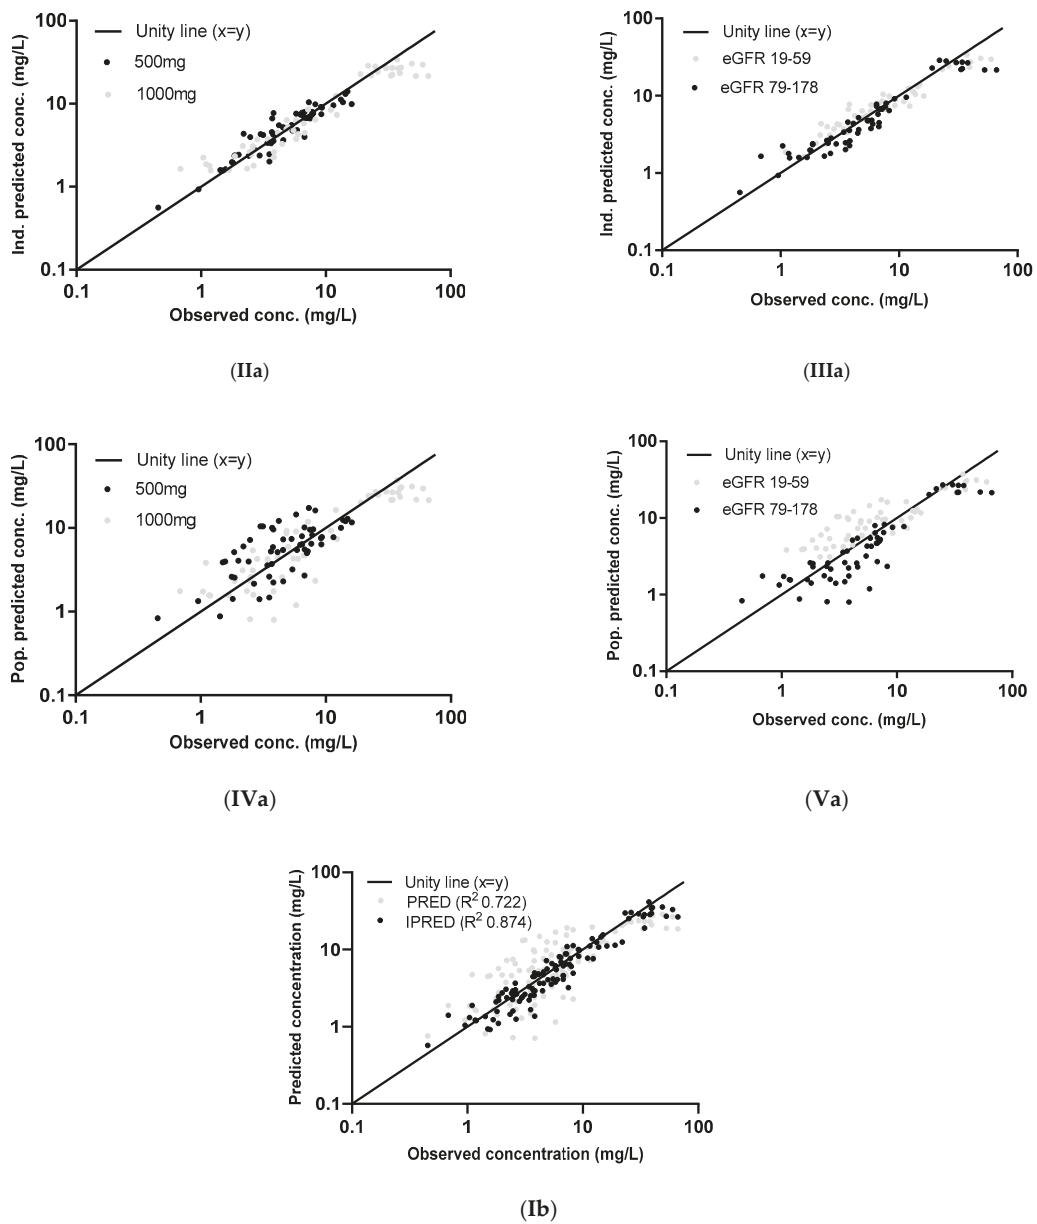 Unity line (x=y)
500mg
1000mg
100
10
1
0.1
0.1 1 10 100
Ind. predicted conc. (mg/L)
Observed conc. (mg/L)
(IIa)
Unity line (x=y)
eGFR 19-59
eGFR 79-178
100
10
1
0.1
0.1 1 10 100
Ind. predicted conc. (mg/L)
Observed conc. (mg/L)
(IIIa)
Unity line (x=y)
500mg
1000mg
100
10
1
0.1
0.1 1 10 100
Pop. predicted conc. (mg/L)
Observed conc. (mg/L)
(IVa)
Unity line (x=y)
eGFR 19-59
eGFR 79-178
100
10
1
0.1
0.1 1 10 100
Pop. predicted conc. (mg/L)
Observed conc. (mg/L)
(Va)
Unity line (x=y)
PRED (R² 0.722)
IPRED (R² 0.874)
100
10
1
0.1
0.1 1 10 100
Predicted concentration (mg/L)
Observed concentration (mg/L)
(Ib)